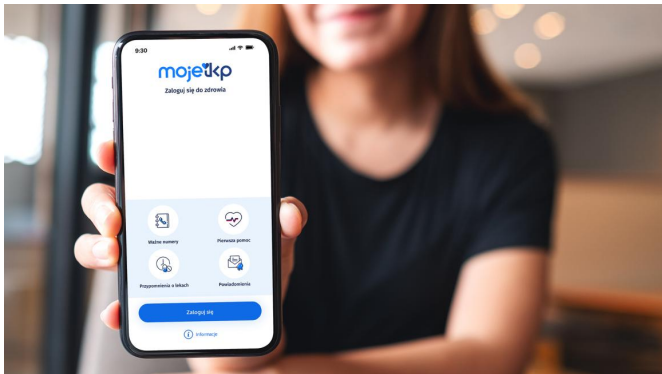 9:30
mojeikp
Zaloguj się do zdrowia
Ważne numery
Pierwsza pomoc
Przypomnienia o lekach
Powiadomienia
Zaloguj się
i Informacje